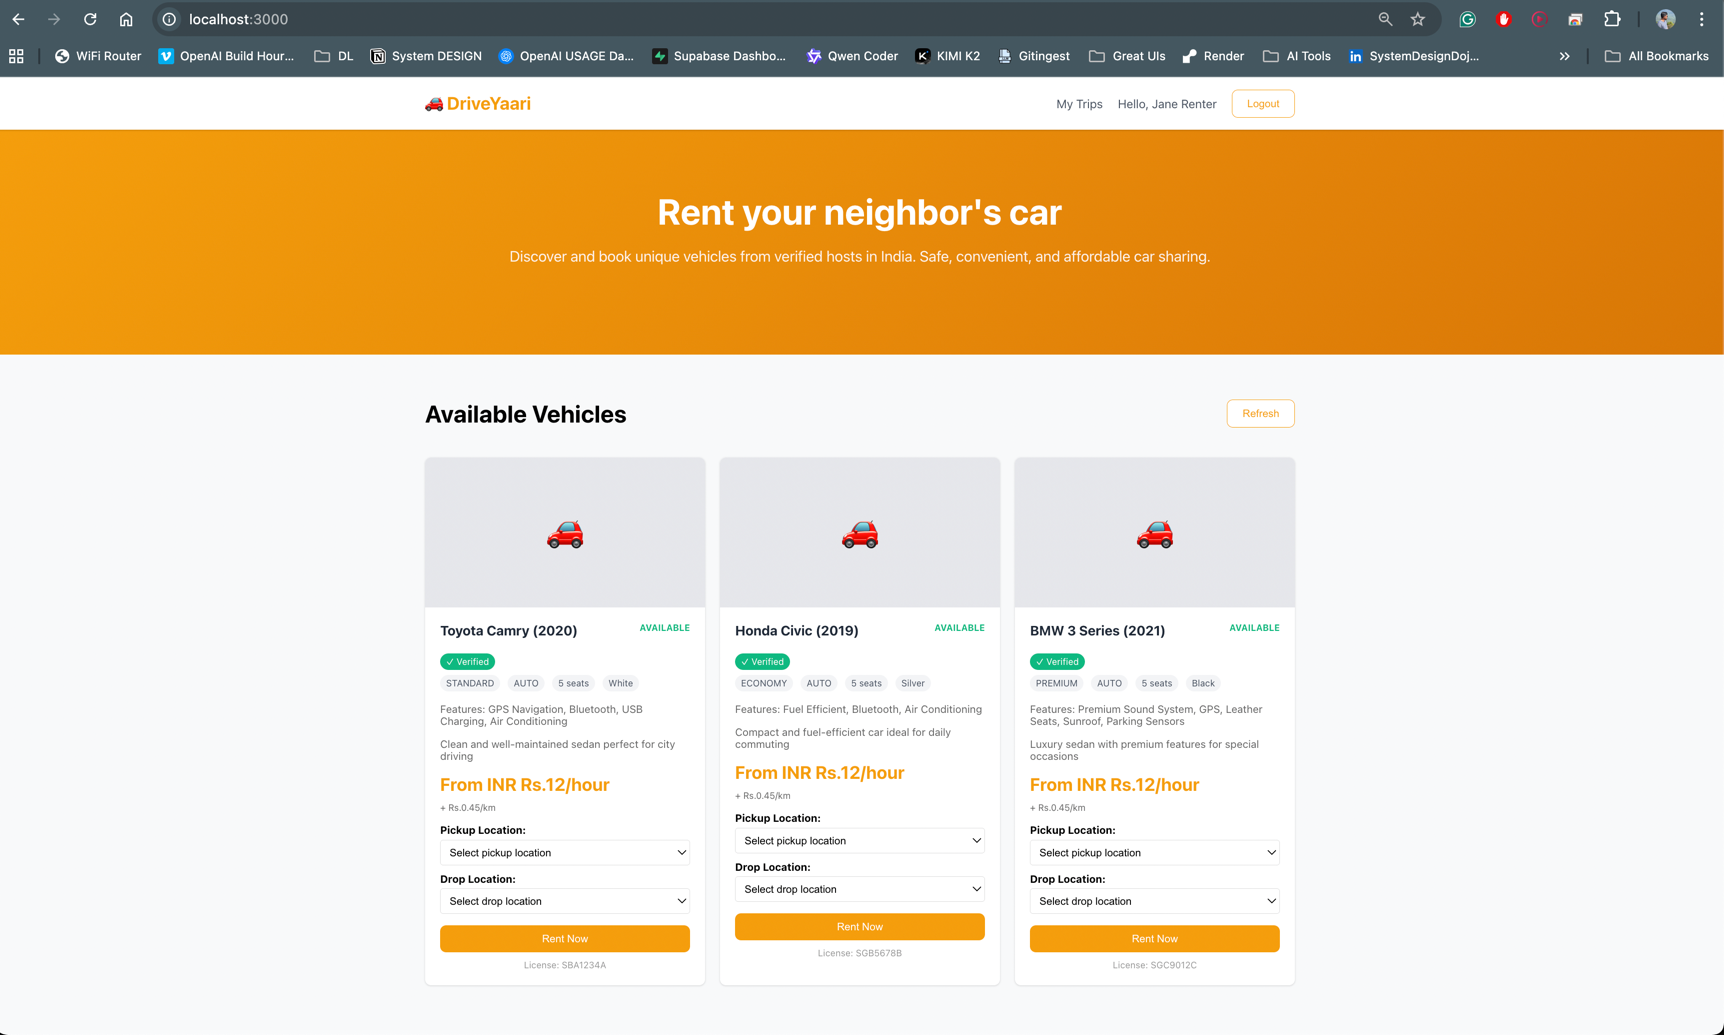 localhost:3000
WiFi Router
OpenAI Build Hour...
DL
System DESIGN
OpenAI USAGE Da...
Supabase Dashbo...
Qwen Coder
KIMI K2
Gitingest
Great UIs
Render
AI Tools
SystemDesignDoj...
All Bookmarks
DriveYaari
My Trips
Hello, Jane Renter
Logout
Rent your neighbor's car
Discover and book unique vehicles from verified hosts in India. Safe, convenient, and affordable car sharing.
Available Vehicles
Refresh
Toyota Camry (2020)
AVAILABLE
✓ Verified
STANDARD
AUTO
5 seats
White
Features: GPS Navigation, Bluetooth, USB
Charging, Air Conditioning
Clean and well-maintained sedan perfect for city
driving
From INR Rs.12/hour
+ Rs.0.45/km
Pickup Location:
Select pickup location
Drop Location:
Select drop location
Rent Now
License: SBA1234A
Honda Civic (2019)
AVAILABLE
✓ Verified
ECONOMY
AUTO
5 seats
Silver
Features: Fuel Efficient, Bluetooth, Air Conditioning
Compact and fuel-efficient car ideal for daily
commuting
From INR Rs.12/hour
+ Rs.0.45/km
Pickup Location:
Select pickup location
Drop Location:
Select drop location
Rent Now
License: SGB5678B
BMW 3 Series (2021)
AVAILABLE
✓ Verified
PREMIUM
AUTO
5 seats
Black
Features: Premium Sound System, GPS, Leather
Seats, Sunroof, Parking Sensors
Luxury sedan with premium features for special
occasions
From INR Rs.12/hour
+ Rs.0.45/km
Pickup Location:
Select pickup location
Drop Location:
Select drop location
Rent Now
License: SGC9012C